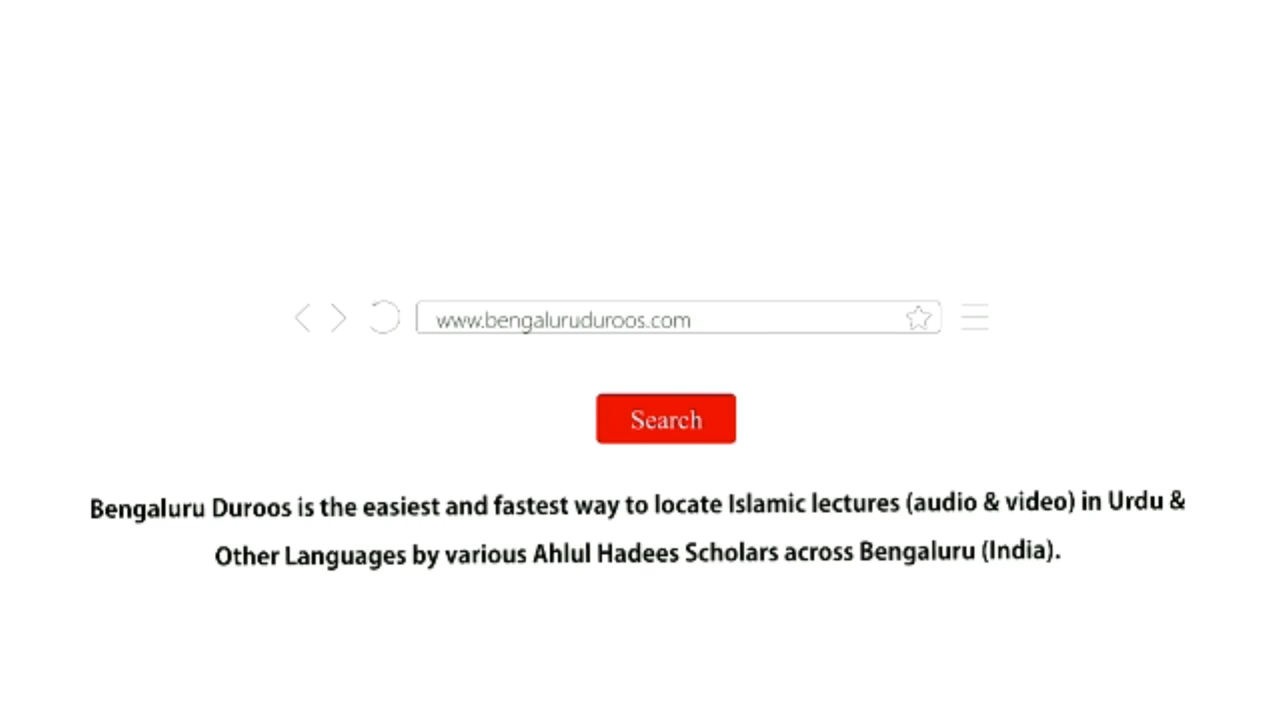 www.bengaluruduroos.com
Search
Bengaluru Duroos is the easiest and fastest way to locate Islamic lectures (audio & video) in Urdu &
Other Languages by various Ahlul Hadees Scholars across Bengaluru (India).